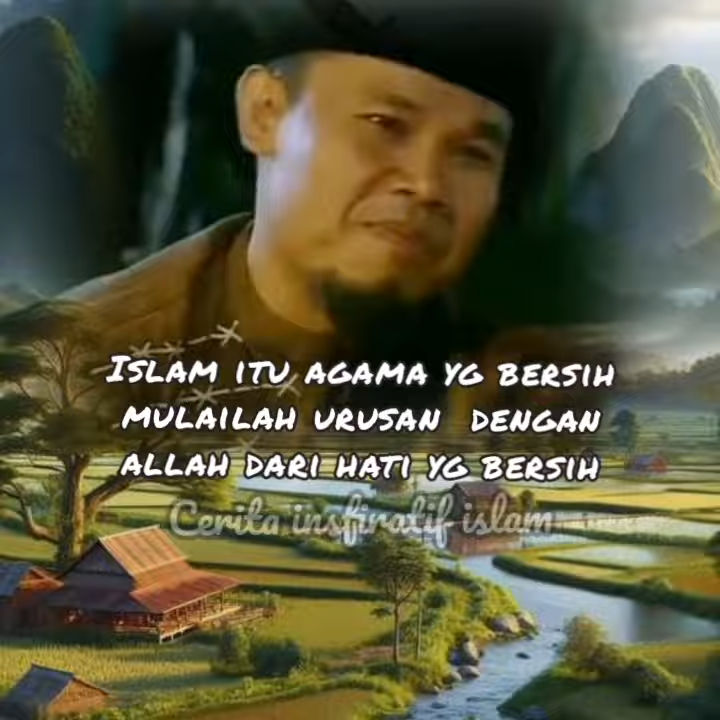 Islam itu agama yg bersih
mulailah urusan dengan
Allah dari hati yg bersih
Cerita insfiratif islam